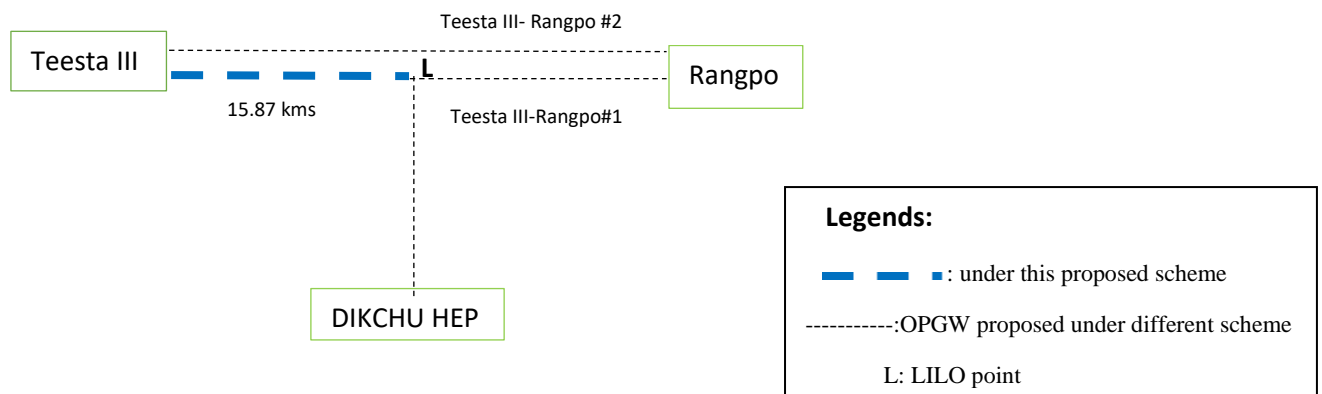 Teesta III- Rangpo #2
Teesta III
L
Rangpo
15.87 kms
Teesta III-Rangpo#1
DIKCHU HEP
Legends:
: under this proposed scheme
:OPGW proposed under different scheme
L: LILO point